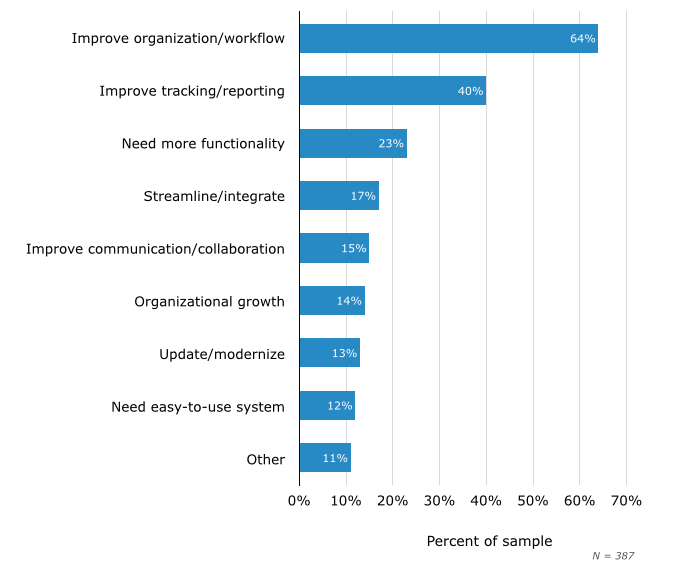 Improve organization/workflow 64%
Improve tracking/reporting 40%
Need more functionality 23%
Streamline/integrate 17%
Improve communication/collaboration 15%
Organizational growth 14%
Update/modernize 13%
Need easy-to-use system 12%
Other 11%
0% 10% 20% 30% 40% 50% 60% 70%
Percent of sample
N = 387